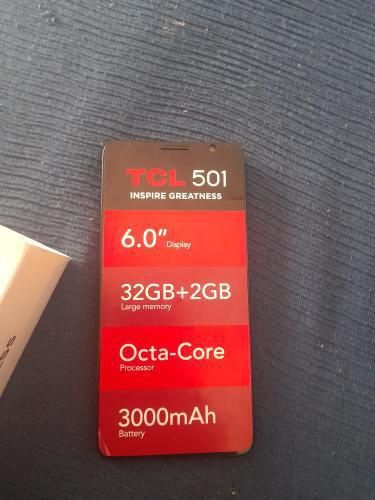 TCL 501
INSPIRE GREATNESS
6.0"
Display
32GB+2GB
Large memory
Octa-Core
Processor
3000mAh
Battery